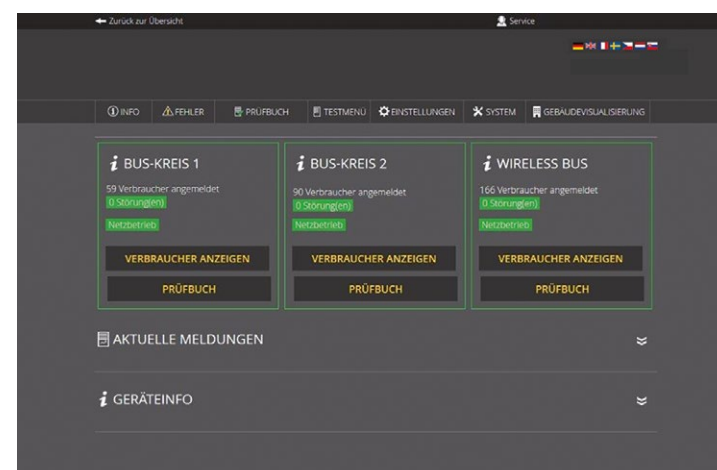 Zurück zur Übersicht
Service
INFO
FEHLER
PRÜFBUCH
TESTMENÜ
EINSTELLUNGEN
SYSTEM
GEBÄUDEVISUALISIERUNG
BUS-KREIS 1
59 Verbraucher angemeldet
0 Störung(en)
Netzbetrieb
VERBRAUCHER ANZEIGEN
PRÜFBUCH
BUS-KREIS 2
90 Verbraucher angemeldet
0 Störung(en)
Netzbetrieb
VERBRAUCHER ANZEIGEN
PRÜFBUCH
WIRELESS BUS
166 Verbraucher angemeldet
0 Störung(en)
Netzbetrieb
VERBRAUCHER ANZEIGEN
PRÜFBUCH
AKTUELLE MELDUNGEN
GERÄTEINFO